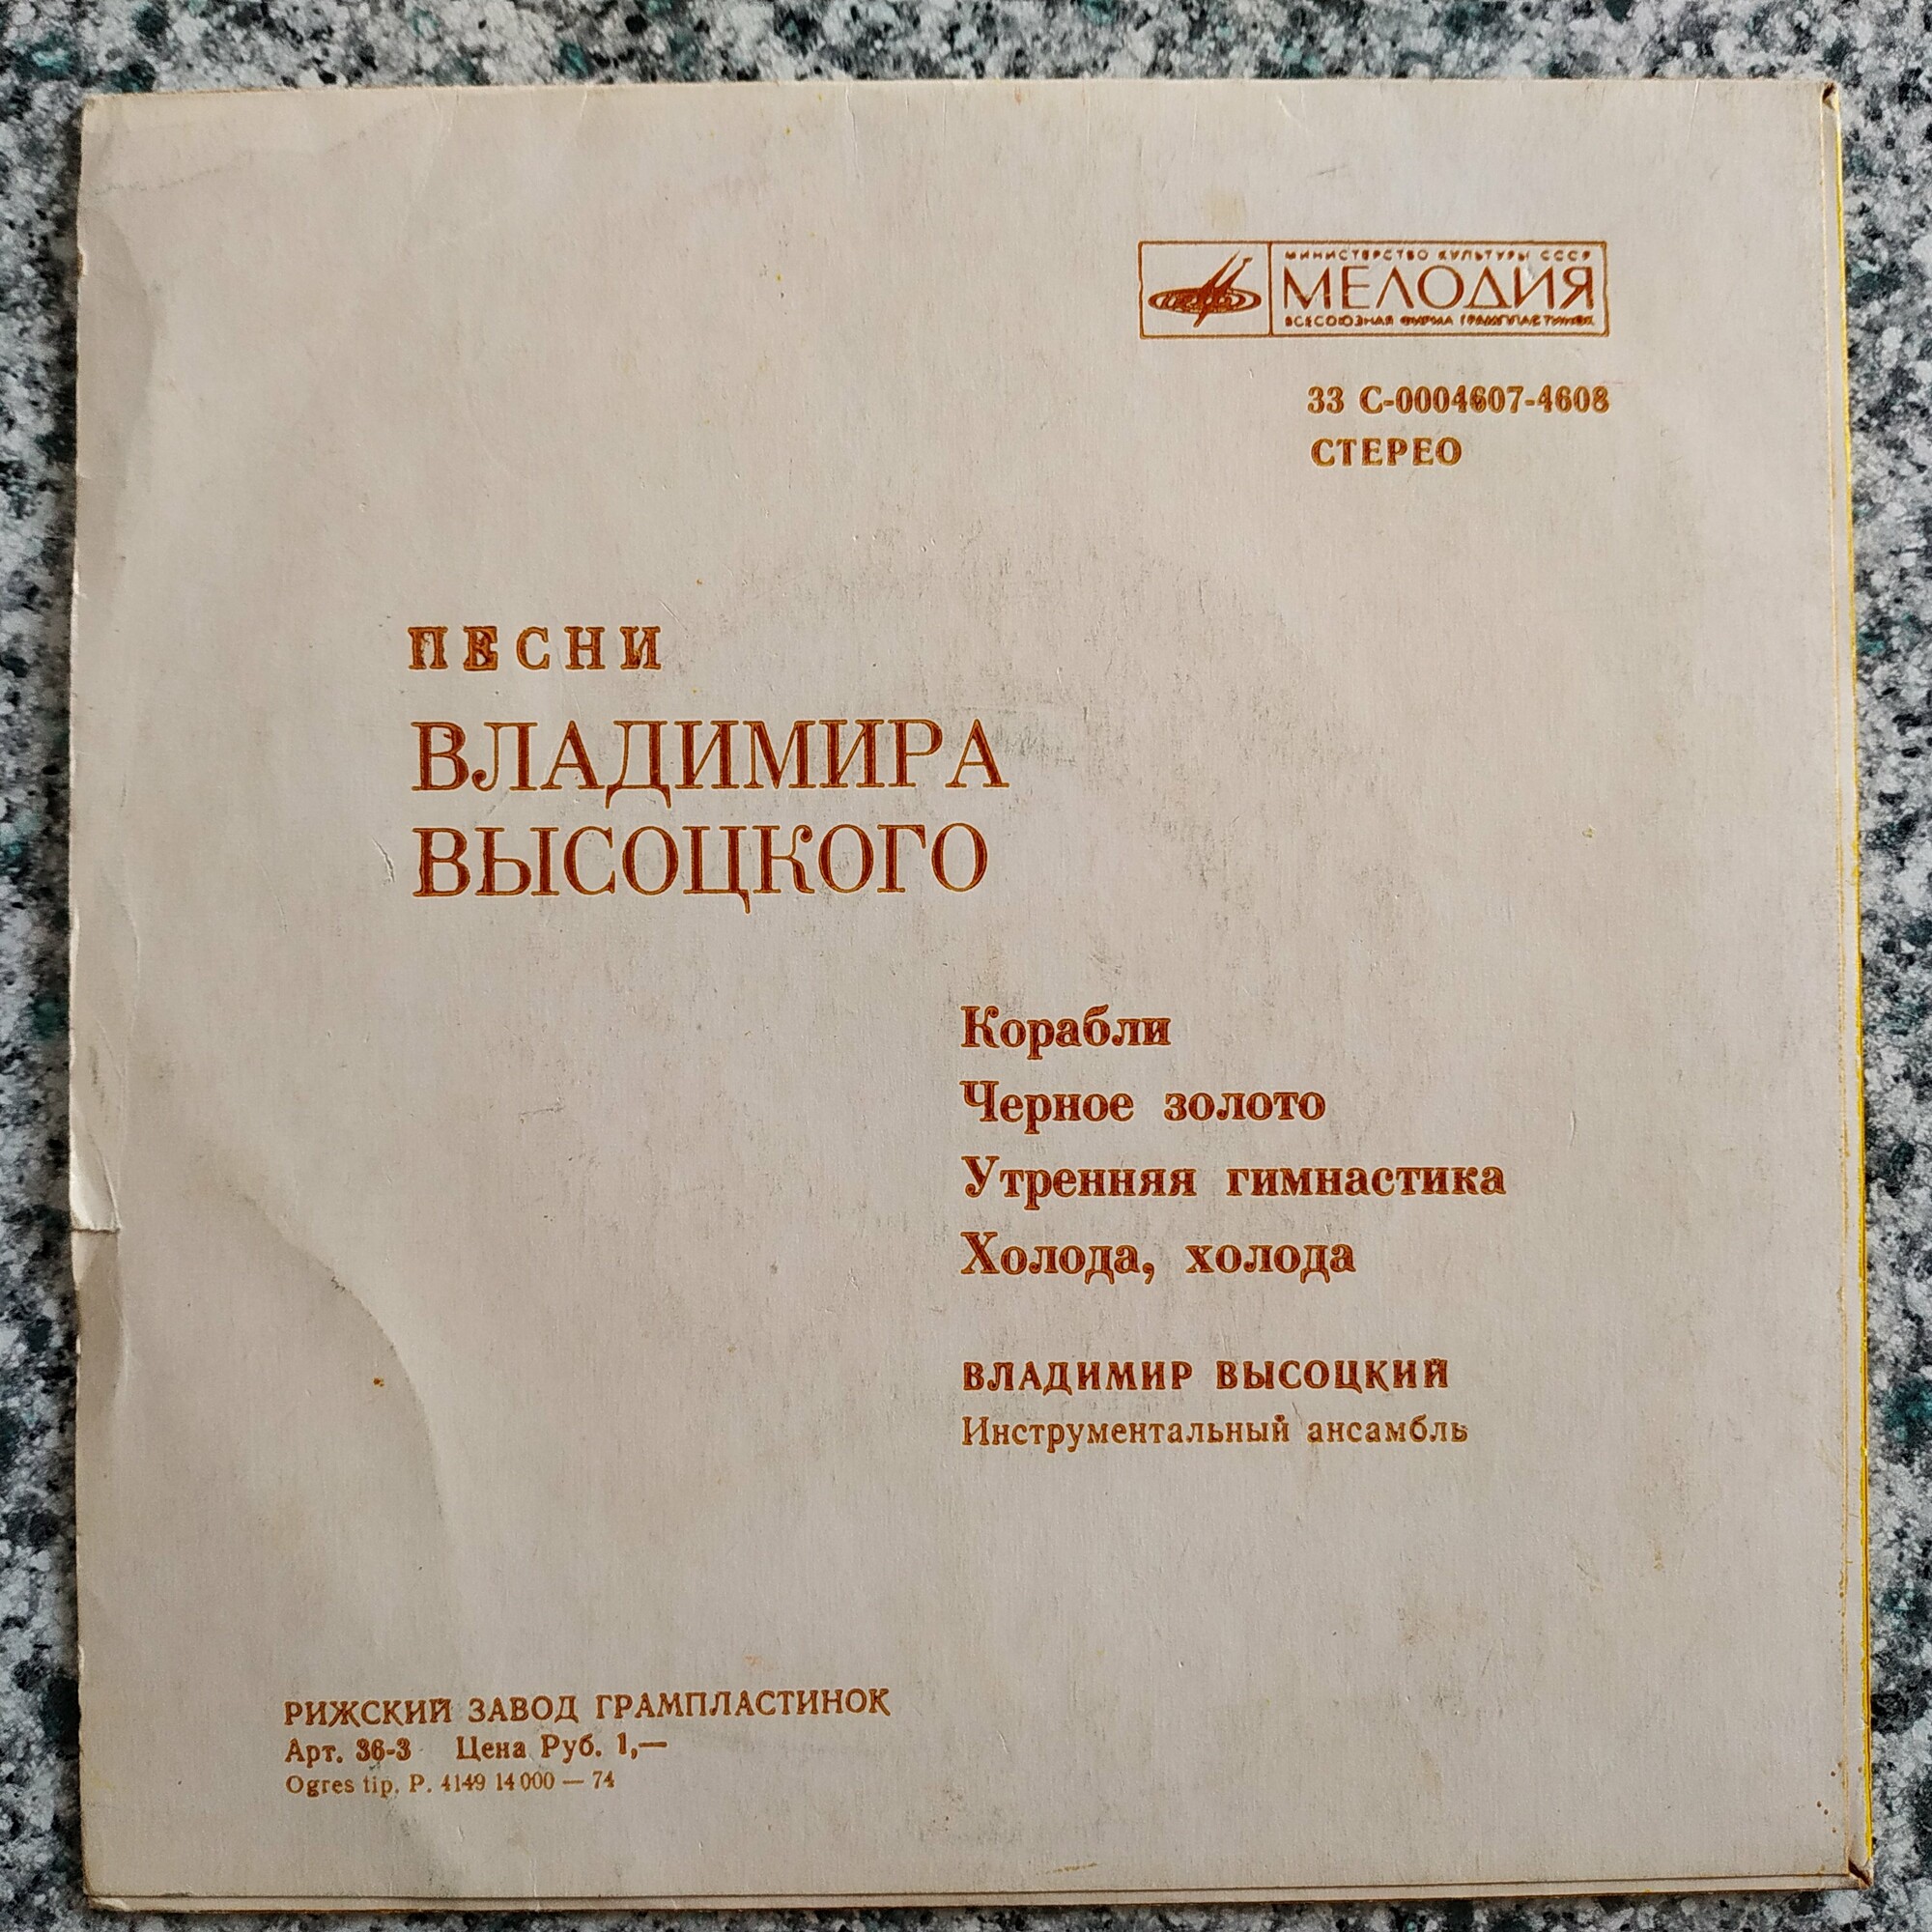 МИНИСТЕРСТВО КУЛЬТУРЫ СССР
МЕЛОДИЯ
ВСЕСОЮЗНАЯ ФИРМА ГРАМПЛАСТИНОК
33 С-0004607-4608
СТЕРЕО
ПЕСНИ
ВЛАДИМИРА
ВЫСОЦКОГО
Корабли
Черное золото
Утренняя гимнастика
Холода, холода
ВЛАДИМИР ВЫСОЦКИЙ
Инструментальный ансамбль
РИЖСКИЙ ЗАВОД ГРАМПЛАСТИНОК
Арт. 36-3 Цена Руб. 1,—
Ogres tip. P. 4149 14 000 — 74